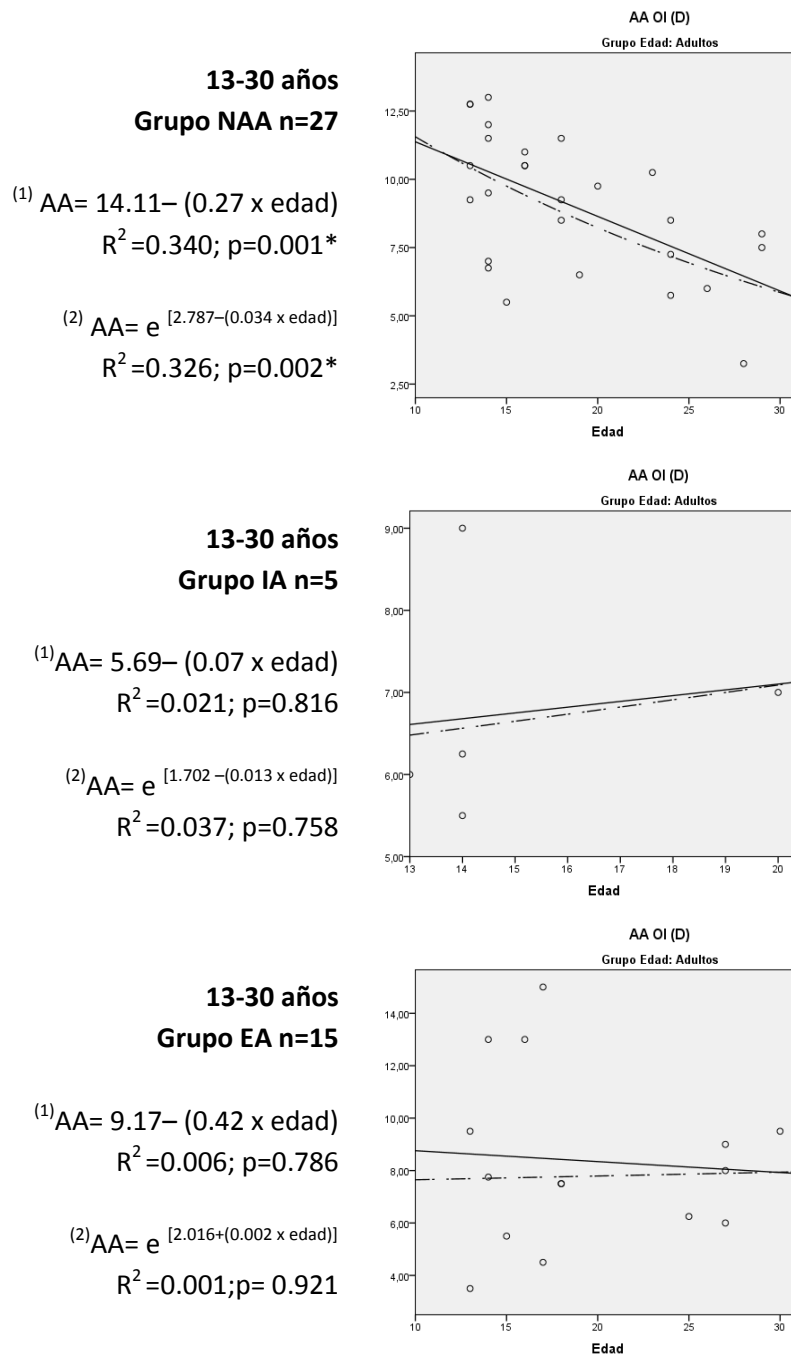 13-30 años
Grupo NAA n=27
(1) AA= 14.11– (0.27 x edad)
R2 =0.340; p=0.001*
(2) AA= e [2.787–(0.034 x edad)]
R2 =0.326; p=0.002*
AA OI (D)
Grupo Edad: Adultos
12,50
10,00
7,50
5,00
2,50
10 15 20 25 30
Edad
13-30 años
Grupo IA n=5
(1)AA= 5.69– (0.07 x edad)
R2 =0.021; p=0.816
(2)AA= e [1.702 –(0.013 x edad)]
R2 =0.037; p=0.758
AA OI (D)
Grupo Edad: Adultos
9,00
8,00
7,00
6,00
5,00
13 14 15 16 17 18 19 20
Edad
13-30 años
Grupo EA n=15
(1)AA= 9.17– (0.42 x edad)
R2 =0.006; p=0.786
(2)AA= e [2.016+(0.002 x edad)]
R2 =0.001;p= 0.921
AA OI (D)
Grupo Edad: Adultos
14,00
12,00
10,00
8,00
6,00
4,00
10 15 20 25 30
Edad